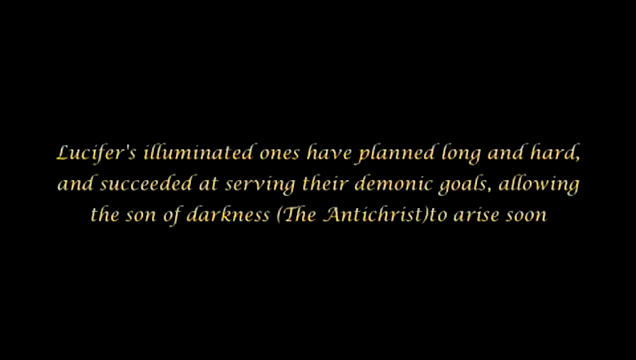 Lucifer's illuminated ones have planned long and hard,
and succeeded at serving their demonic goals, allowing
the son of darkness (The Antichrist)to arise soon